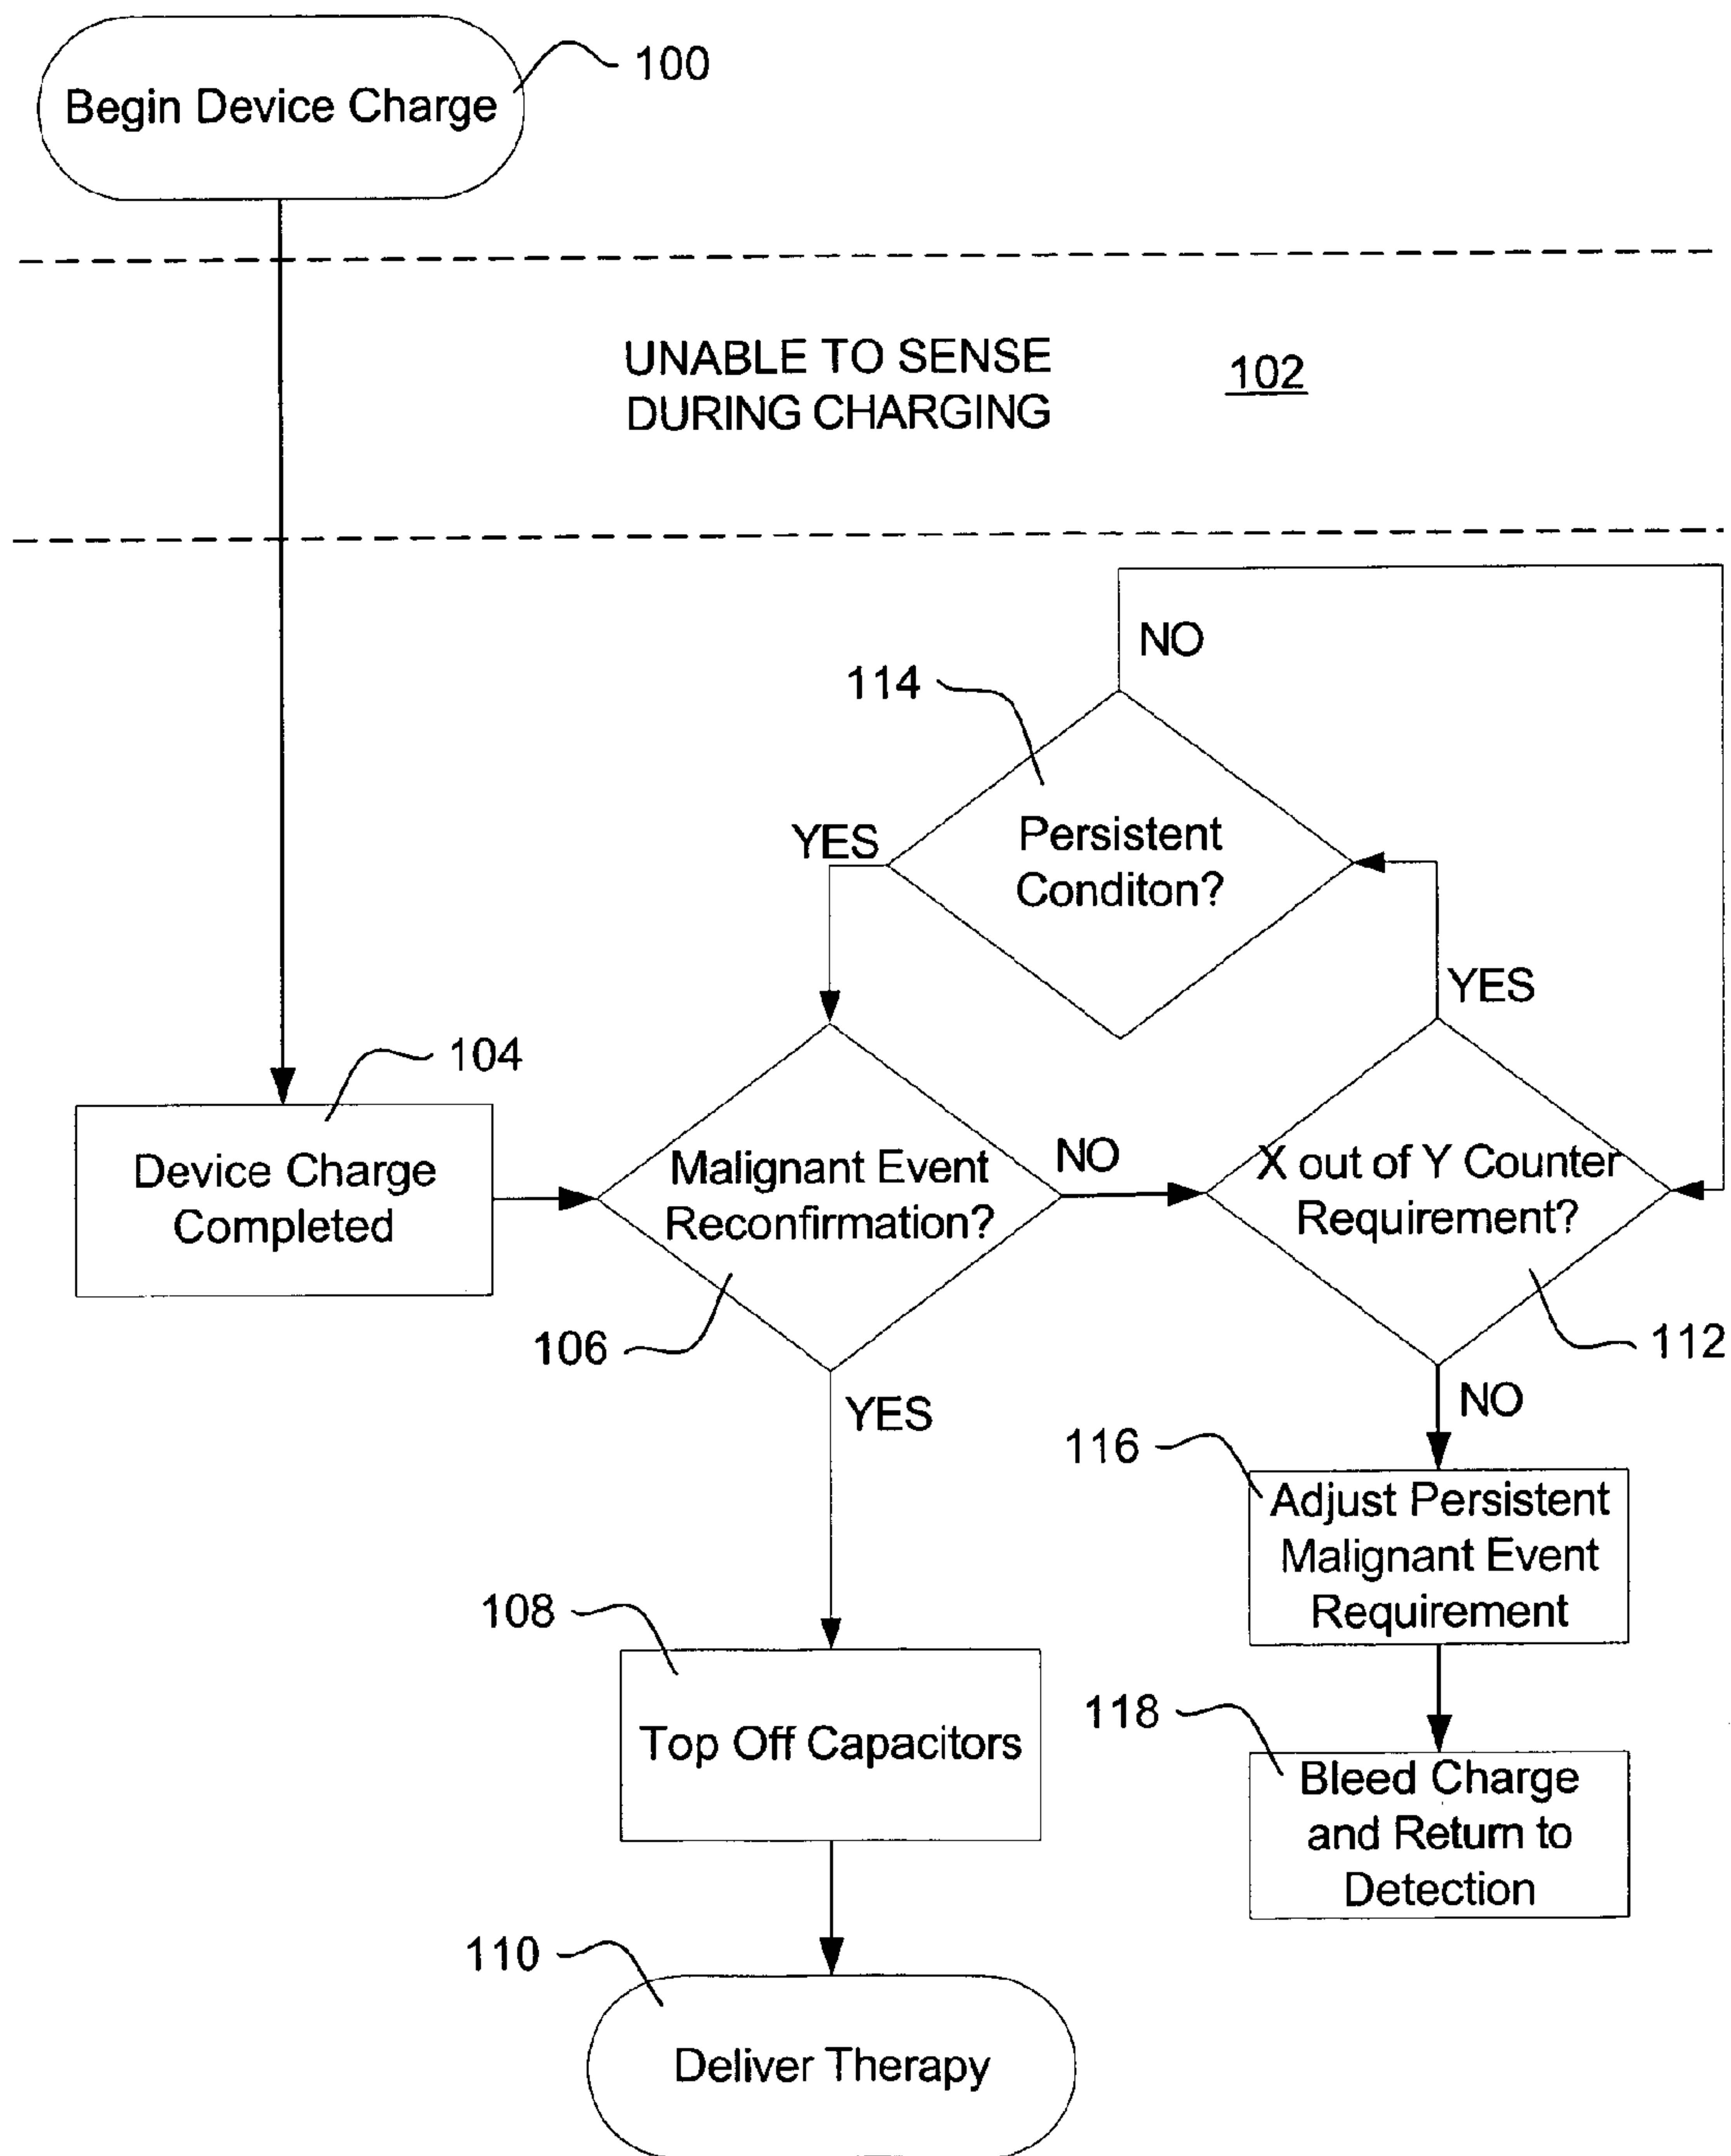 Begin Device Charge
100
UNABLE TO SENSE
DURING CHARGING
102
NO
114
Persistent
Conditon?
YES
YES
104
Device Charge
Completed
Malignant Event
Reconfirmation?
NO
X out of Y Counter
Requirement?
106
112
YES
NO
116
Adjust Persistent
Malignant Event
Requirement
108
Top Off Capacitors
118
Bleed Charge
and Return to
Detection
110
Deliver Therapy